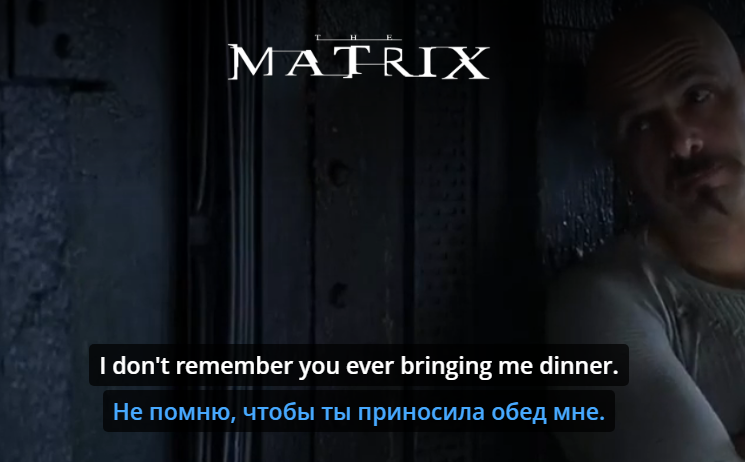 THE
MATRIX
I don't remember you ever bringing me dinner.
Не помню, чтобы ты приносила обед мне.